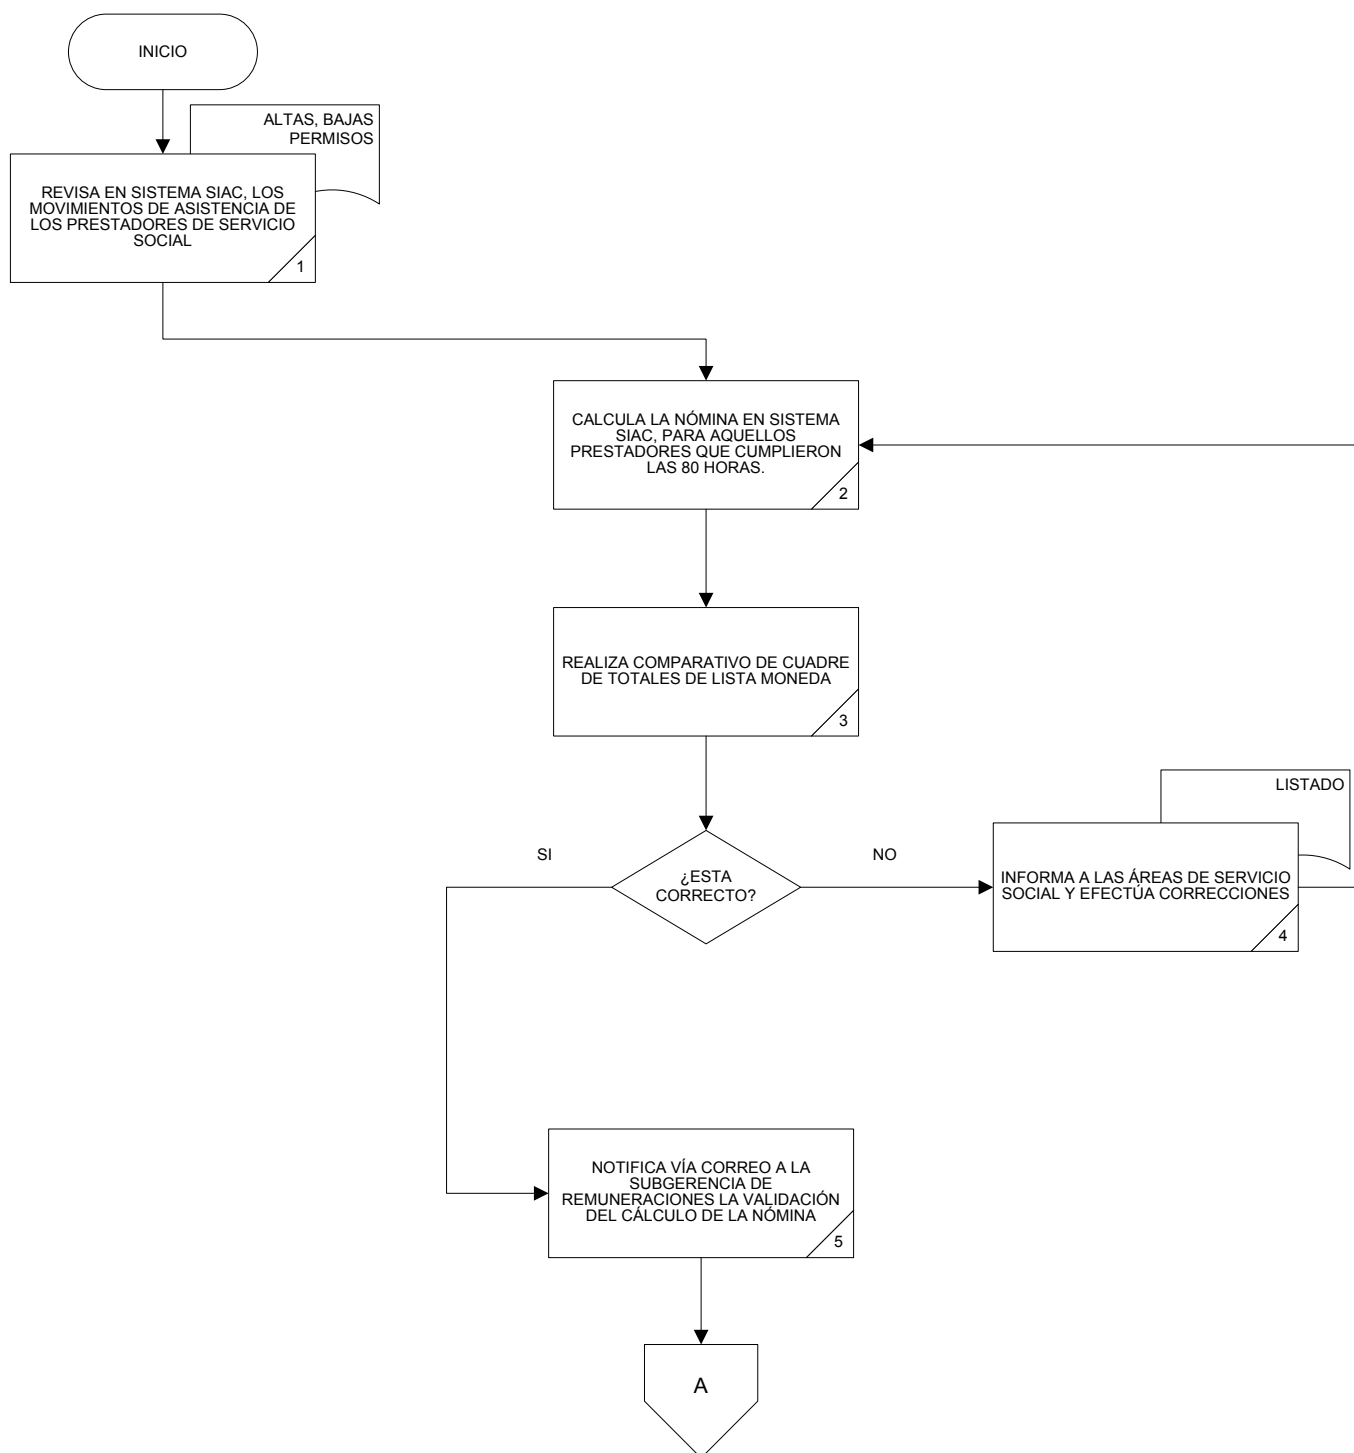 INICIO
ALTAS, BAJAS
PERMISOS
REVISA EN SISTEMA SIAC, LOS
MOVIMIENTOS DE ASISTENCIA DE
LOS PRESTADORES DE SERVICIO
SOCIAL
1
CALCULA LA NÓMINA EN SISTEMA
SIAC, PARA AQUELLOS
PRESTADORES QUE CUMPLIERON
LAS 80 HORAS.
2
REALIZA COMPARATIVO DE CUADRE
DE TOTALES DE LISTA MONEDA
3
LISTADO
SI
NO
¿ESTA
CORRECTO?
INFORMA A LAS ÁREAS DE SERVICIO
SOCIAL Y EFECTÚA CORRECCIONES
4
NOTIFICA VÍA CORREO A LA
SUBGERENCIA DE
REMUNERACIONES LA VALIDACIÓN
DEL CÁLCULO DE LA NÓMINA
5
A